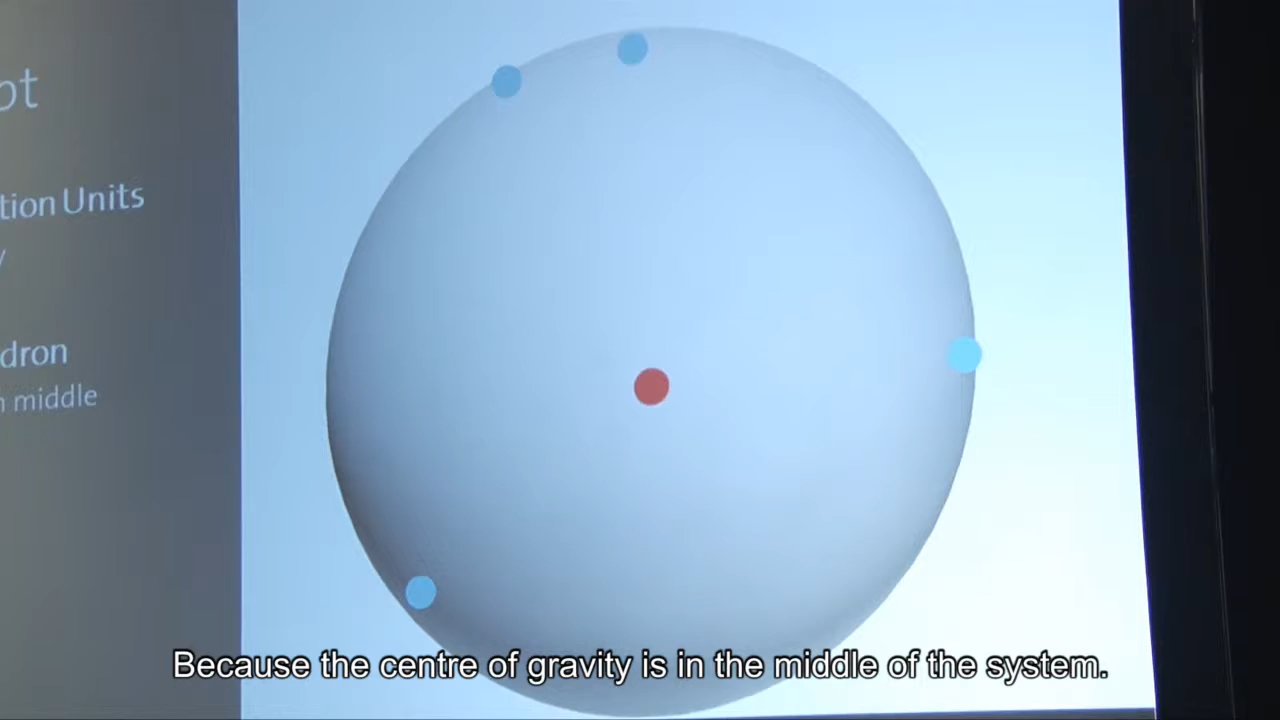 ot
tion Units
y
dron
n middle
Because the centre of gravity is in the middle of the system.